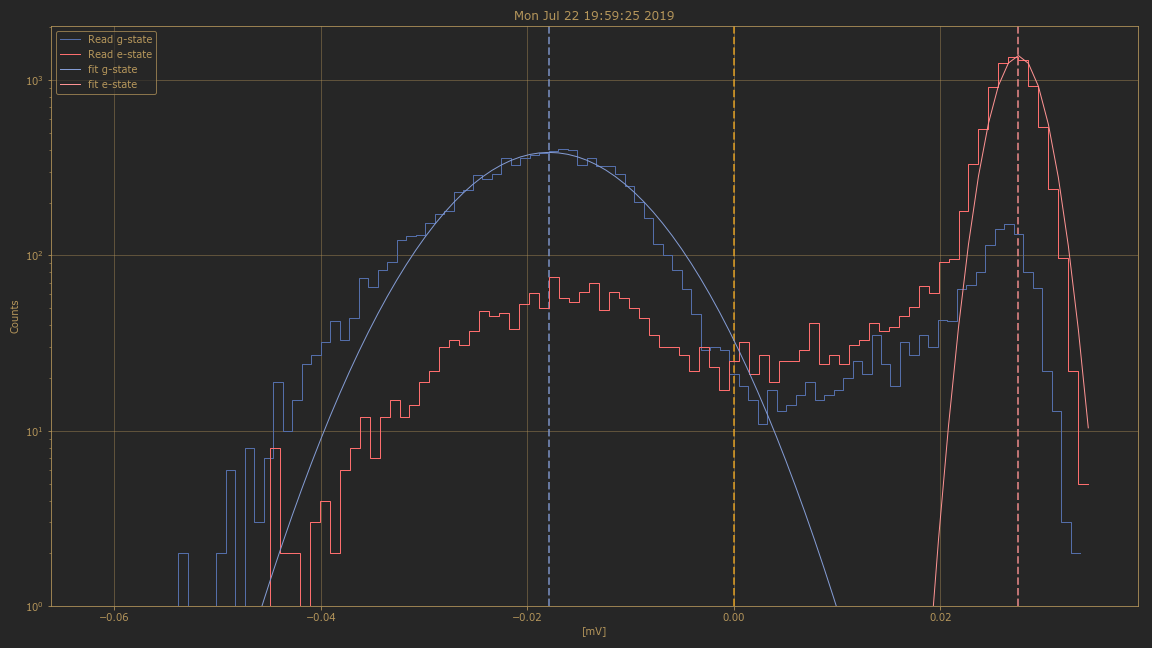 Mon Jul 22 19:59:25 2019
Read g-state
Read e-state
fit g-state
fit e-state
10³
10²
10¹
10⁰
Counts
−0.06
−0.04
−0.02
0.00
0.02
[mV]